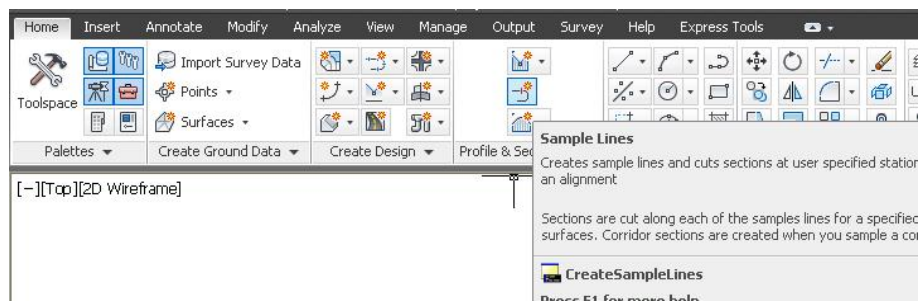 Home Insert Annotate Modify Analyze View Manage Output Survey Help Express Tools
Toolspace
Import Survey Data
Points
Surfaces
Palettes Create Ground Data Create Design Profile & Sec
Sample Lines
Creates sample lines and cuts sections at user specified station
an alignment
Sections are cut along each of the samples lines for a specified
surfaces. Corridor sections are created when you sample a co
CreateSampleLines
Press F1 for more help
[−][Top][2D Wireframe]